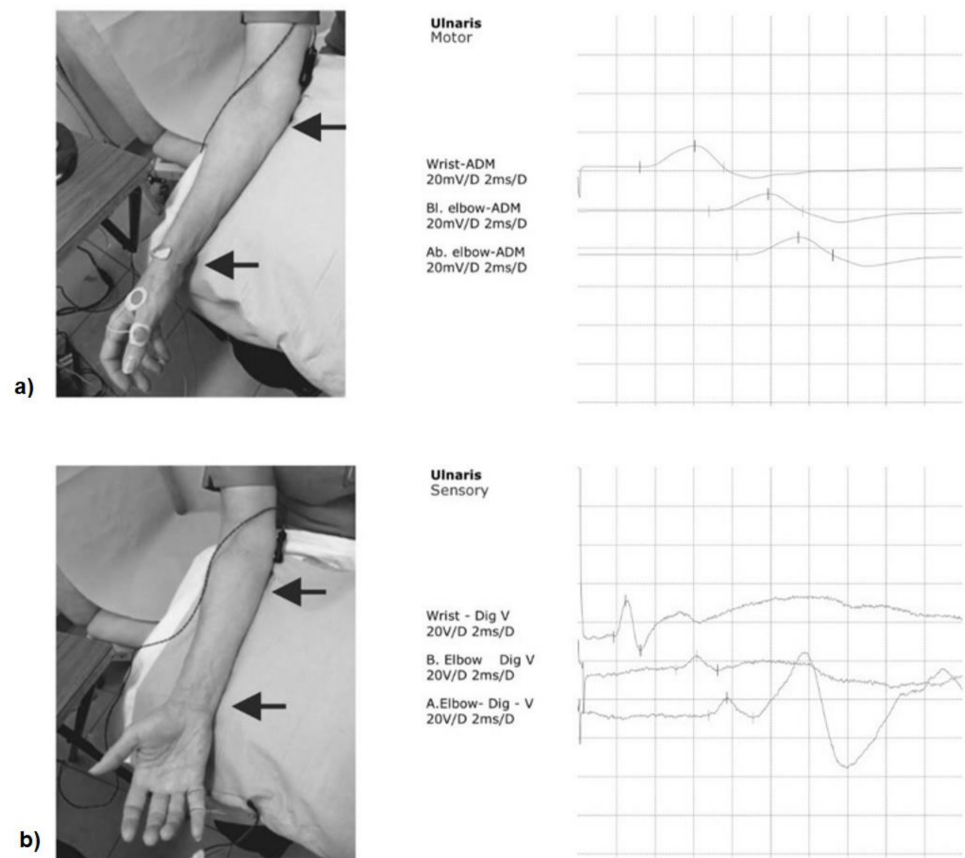 Ulnaris
Motor
Wrist-ADM
20mV/D 2ms/D
Bl. elbow-ADM
20mV/D 2ms/D
Ab. elbow-ADM
20mV/D 2ms/D
a)
Ulnaris
Sensory
Wrist - Dig V
20V/D 2ms/D
B. Elbow Dig V
20V/D 2ms/D
A.Elbow- Dig - V
20V/D 2ms/D
b)